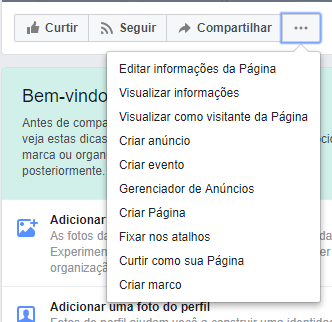 Curtir
Seguir
Compartilhar
Editar informações da Página
Visualizar informações
Visualizar como visitante da Página
Criar anúncio
Criar evento
Gerenciador de Anúncios
Criar Página
Fixar nos atalhos
Curtir como sua Página
Criar marco
Bem-vindo
Antes de compa
veja estas dicas
marca ou organ
posteriormente.
Adicionar
As fotos da
Experimen
organizaçã
Adicionar uma foto do perfil